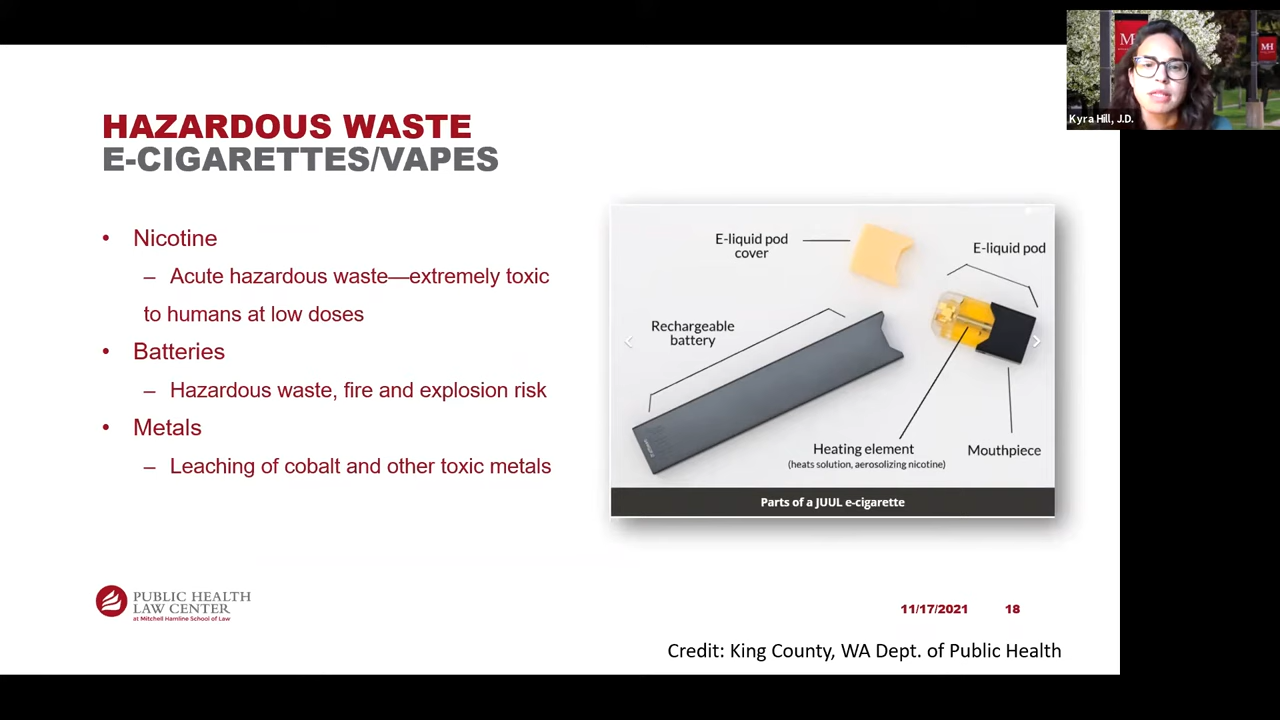 MH
MH
Kyra Hill, J.D.
HAZARDOUS WASTE
E-CIGARETTES/VAPES
• Nicotine
– Acute hazardous waste—extremely toxic
to humans at low doses
• Batteries
– Hazardous waste, fire and explosion risk
• Metals
– Leaching of cobalt and other toxic metals
E-liquid pod
cover
E-liquid pod
Rechargeable
battery
Heating element
(heats solution, aerosolizing nicotine)
Mouthpiece
Parts of a JUUL e-cigarette
PUBLIC HEALTH
LAW CENTER
at Mitchell Hamline School of Law
11/17/2021 18
Credit: King County, WA Dept. of Public Health